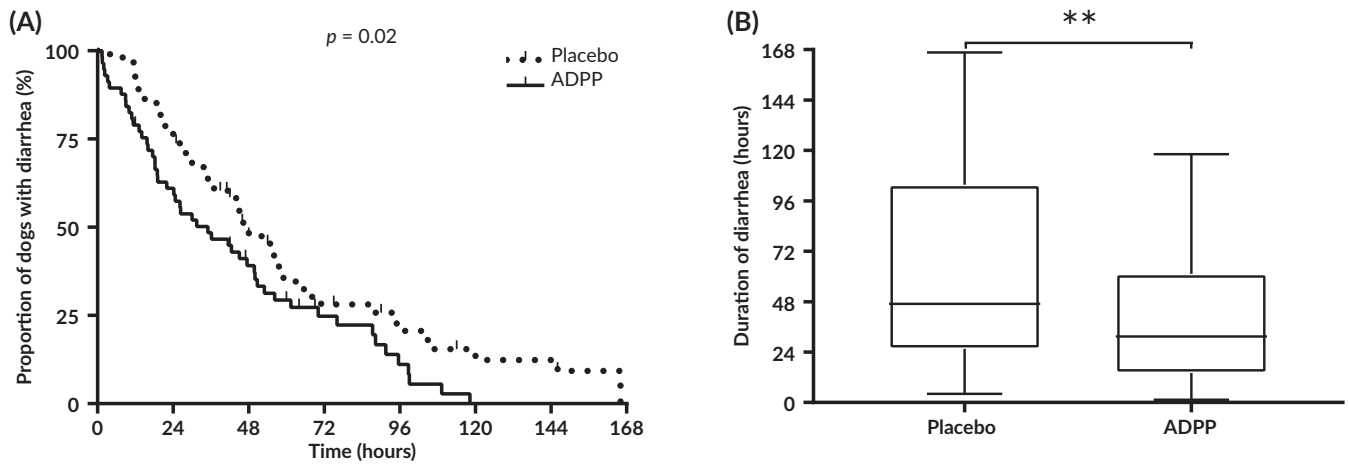 (A)
p = 0.02
Placebo
ADPP
Proportion of dogs with diarrhea (%)
100
75
50
25
0
0 24 48 72 96 120 144 168
Time (hours)
(B)
**
Duration of diarrhea (hours)
168
144
120
96
72
48
24
0
Placebo ADPP